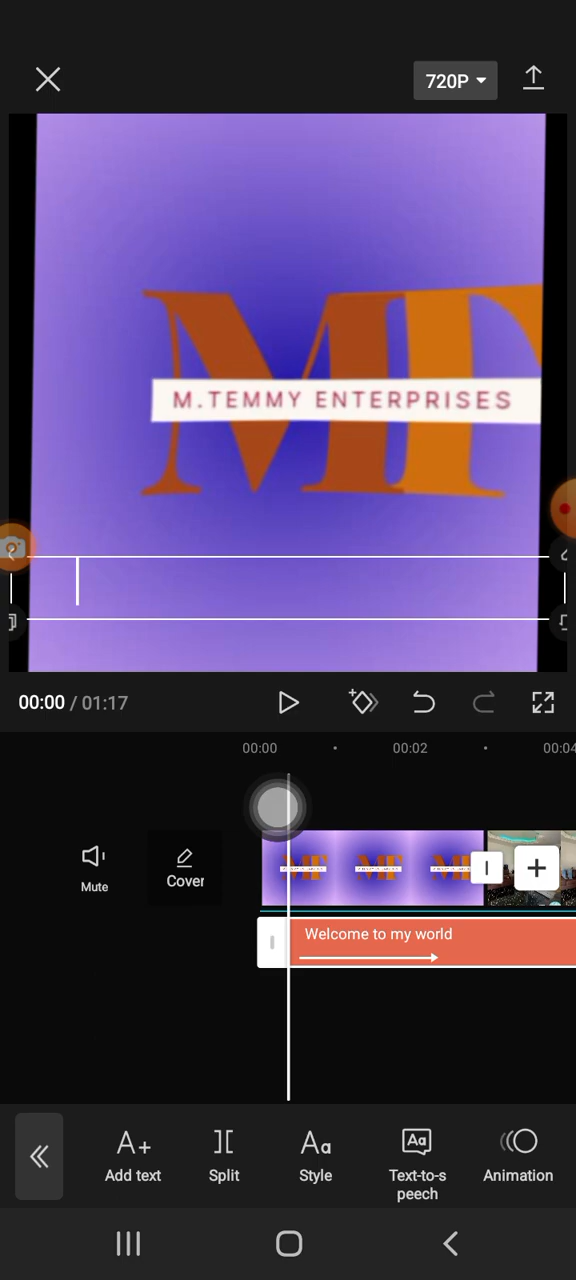 720P
MT
M.TEMMY ENTERPRISES
00:00 / 01:17
00:00
00:02
00:04
Mute
Cover
Welcome to my world
Add text
Split
Style
Text-to-s
peech
Animation